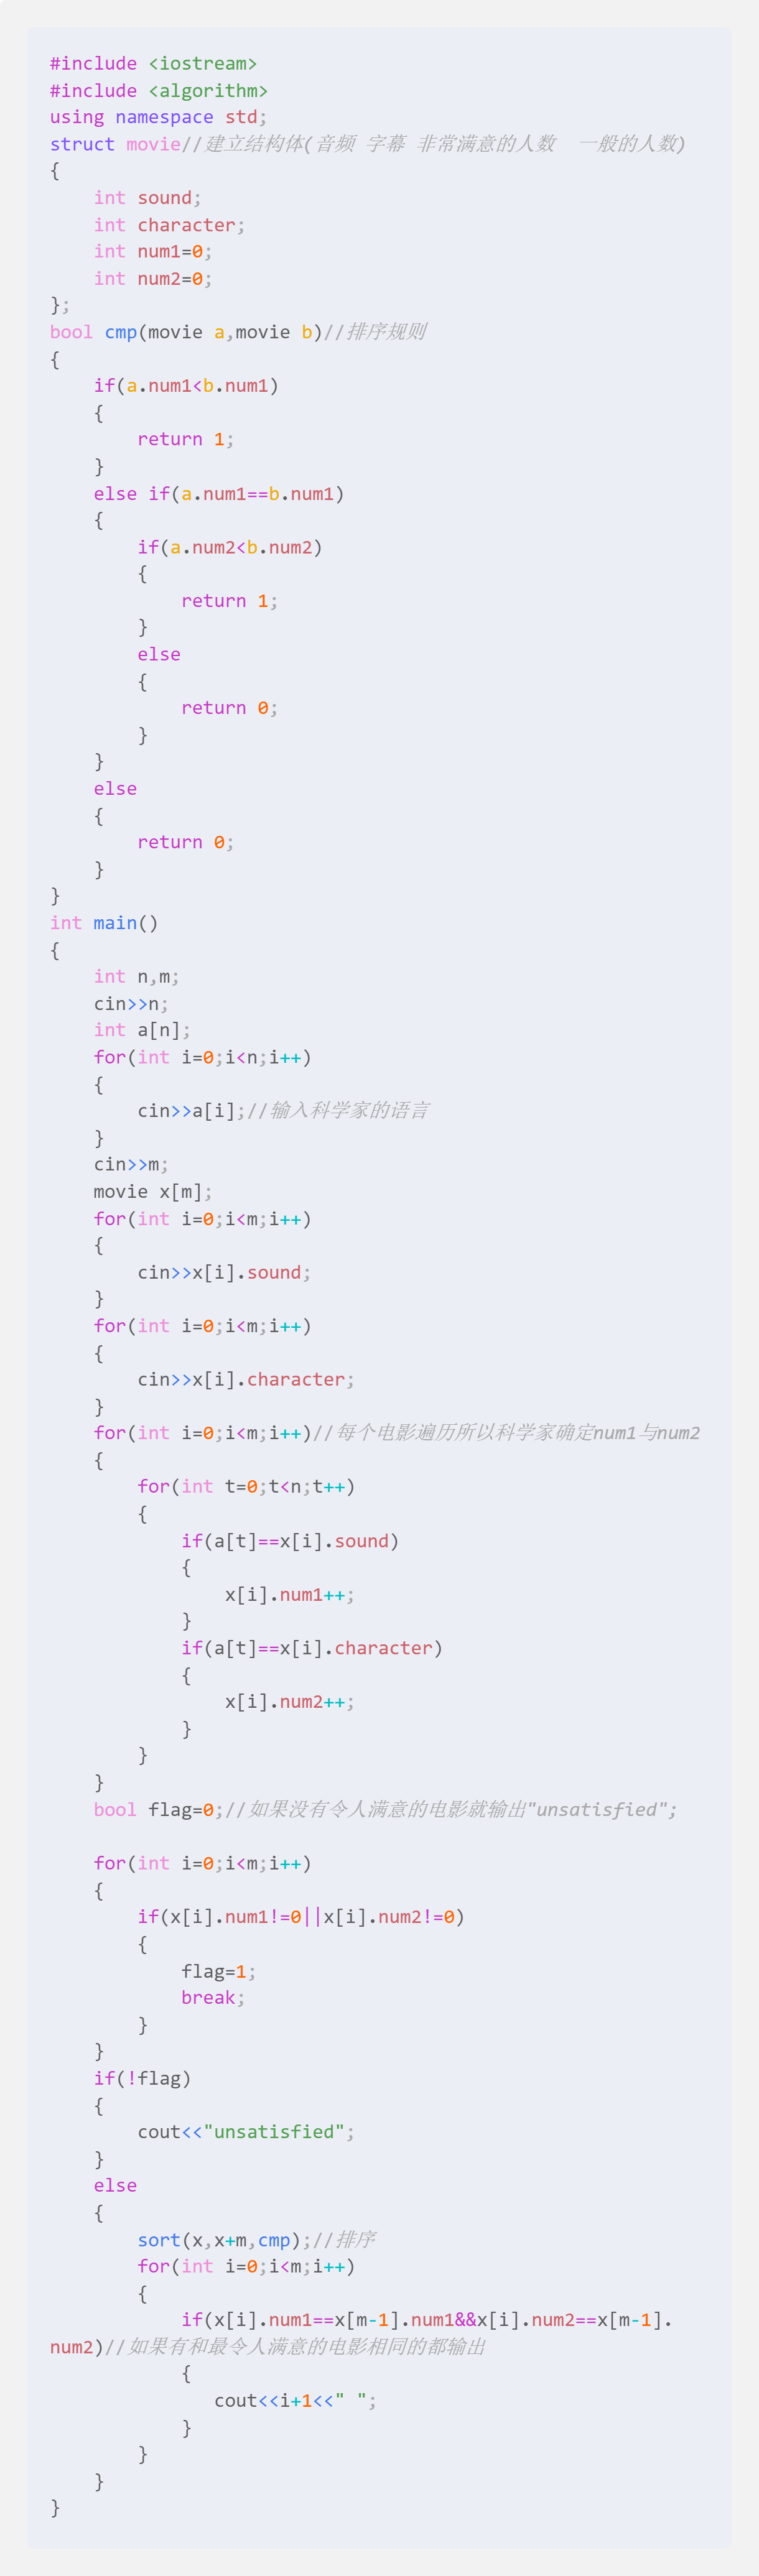 #include <iostream>
#include <algorithm>
using namespace std;
struct movie//建立结构体(音频 字幕 非常满意的人数  一般的人数)
{
    int sound;
    int character;
    int num1=0;
    int num2=0;
};
bool cmp(movie a,movie b)//排序规则
{
    if(a.num1<b.num1)
    {
        return 1;
    }
    else if(a.num1==b.num1)
    {
        if(a.num2<b.num2)
        {
            return 1;
        }
        else
        {
            return 0;
        }
    }
    else
    {
        return 0;
    }
}
int main()
{
    int n,m;
    cin>>n;
    int a[n];
    for(int i=0;i<n;i++)
    {
        cin>>a[i];//输入科学家的语言
    }
    cin>>m;
    movie x[m];
    for(int i=0;i<m;i++)
    {
        cin>>x[i].sound;
    }
    for(int i=0;i<m;i++)
    {
        cin>>x[i].character;
    }
    for(int i=0;i<m;i++)//每个电影遍历所以科学家确定num1与num2
    {
        for(int t=0;t<n;t++)
        {
            if(a[t]==x[i].sound)
            {
                x[i].num1++;
            }
            if(a[t]==x[i].character)
            {
                x[i].num2++;
            }
        }
    }
    bool flag=0;//如果没有令人满意的电影就输出"unsatisfied";

    for(int i=0;i<m;i++)
    {
        if(x[i].num1!=0||x[i].num2!=0)
        {
            flag=1;
            break;
        }
    }
    if(!flag)
    {
        cout<<"unsatisfied";
    }
    else
    {
        sort(x,x+m,cmp);//排序
        for(int i=0;i<m;i++)
        {
            if(x[i].num1==x[m-1].num1&&x[i].num2==x[m-1].
num2)//如果有和最令人满意的电影相同的都输出
            {
               cout<<i+1<<" ";
            }
        }
    }
}